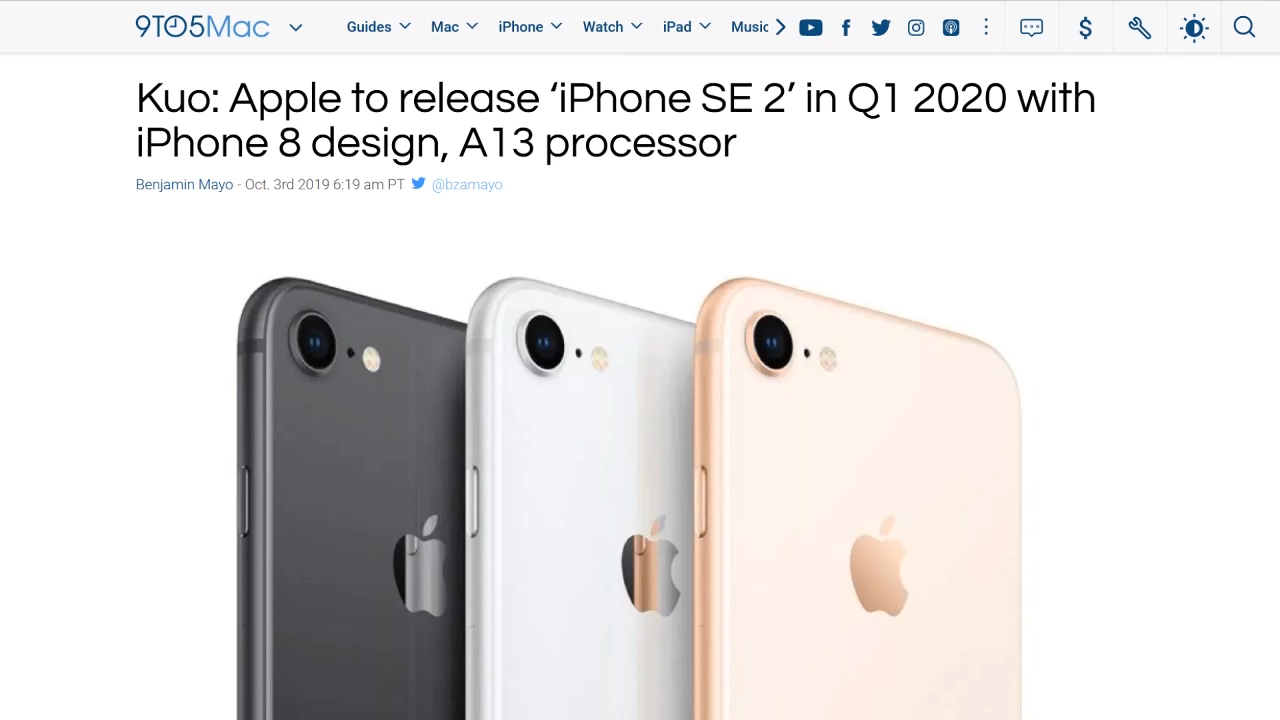 9TO5Mac
Guides Mac iPhone Watch iPad Music
Kuo: Apple to release ‘iPhone SE 2’ in Q1 2020 with
iPhone 8 design, A13 processor
Benjamin Mayo - Oct. 3rd 2019 6:19 am PT @bzamayo